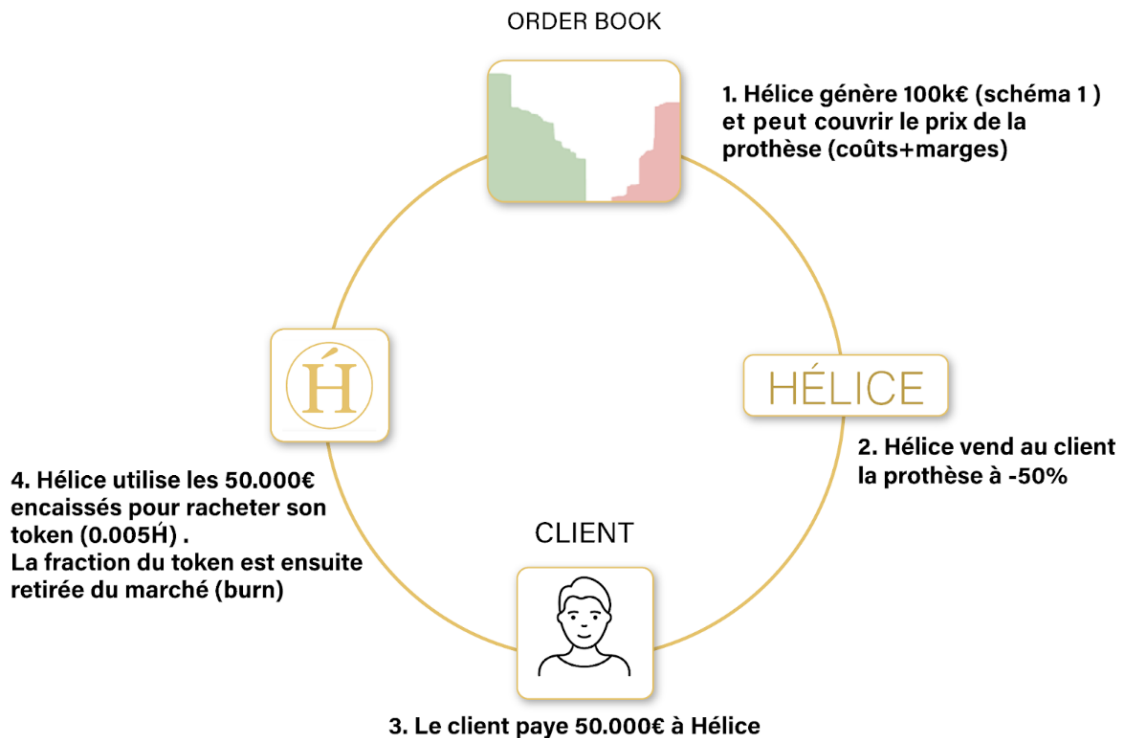 ORDER BOOK
1. Hélice génère 100k€ (schéma 1 )
et peut couvrir le prix de la
prothèse (coûts+marges)
H́
HÉLICE
2. Hélice vend au client
la prothèse à -50%
4. Hélice utilise les 50.000€
encaissés pour racheter son
token (0.005H́) .
La fraction du token est ensuite
retirée du marché (burn)
CLIENT
3. Le client paye 50.000€ à Hélice